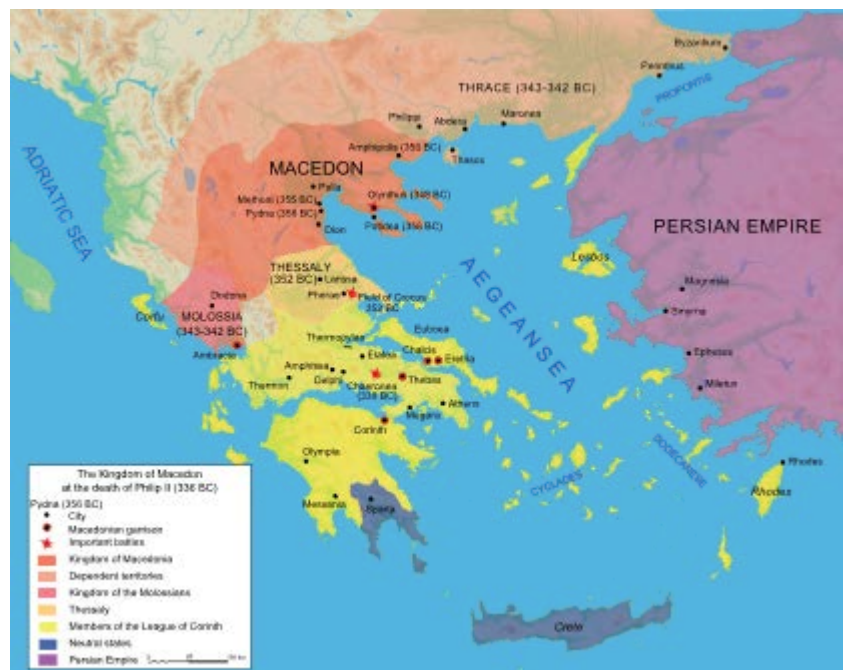 Byzantium
Perinthus
THRACE (343-342 BC)
PROPONTIS
Philippi
Abdera
Maronea
Amphipolis
Thasos
ADRIATIC SEA
MACEDON
Pella
Olynthus (348 BC)
Methoni (355 BC)
Pydna (356 BC)
Potidea (356 BC)
Dion
PERSIAN EMPIRE
THESSALY
(352 BC)
Lamina
Pherae
Field of Crocus
352 BC
Lesbos
AEGEAN SEA
Magnesia
Smyrna
Dodona
Corfu
MOLOSSIA
(343-342 BC)
Ambracia
Thermopylae
Euboea
Elatea
Chalcis
Eretria
Ephesus
Amphissa
Delphi
Thermon
Chaeronea
(338 BC)
Thebes
Miletus
Megara
Athens
Corinth
Olympia
DODECANESE
Rhodes
CYCLADES
Rhodes
Messenia
Sparta
Crete
The Kingdom of Macedon
at the death of Philip II (336 BC)
Pydna (356 BC)
City
Macedonian garrison
Important battles
Kingdom of Macedonia
Dependent territories
Kingdom of the Molossians
Thessaly
Members of the League of Corinth
Neutral states
Persian Empire